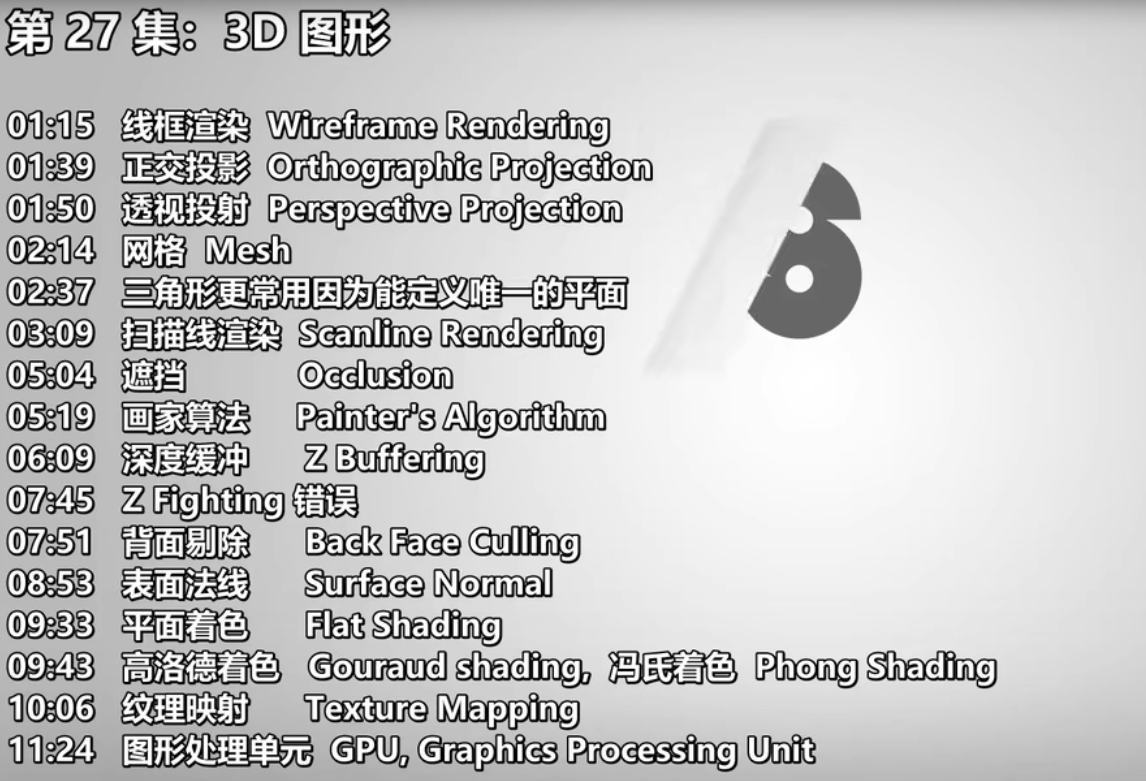 第 27 集：3D 图形
01:15 线框渲染 Wireframe Rendering
01:39 正交投影 Orthographic Projection
01:50 透视投射 Perspective Projection
02:14 网格 Mesh
02:37 三角形更常用因为能定义唯一的平面
03:09 扫描线渲染 Scanline Rendering
05:04 遮挡 Occlusion
05:19 画家算法 Painter's Algorithm
06:09 深度缓冲 Z Buffering
07:45 Z Fighting 错误
07:51 背面剔除 Back Face Culling
08:53 表面法线 Surface Normal
09:33 平面着色 Flat Shading
09:43 高洛德着色 Gouraud shading, 冯氏着色 Phong Shading
10:06 纹理映射 Texture Mapping
11:24 图形处理单元 GPU, Graphics Processing Unit